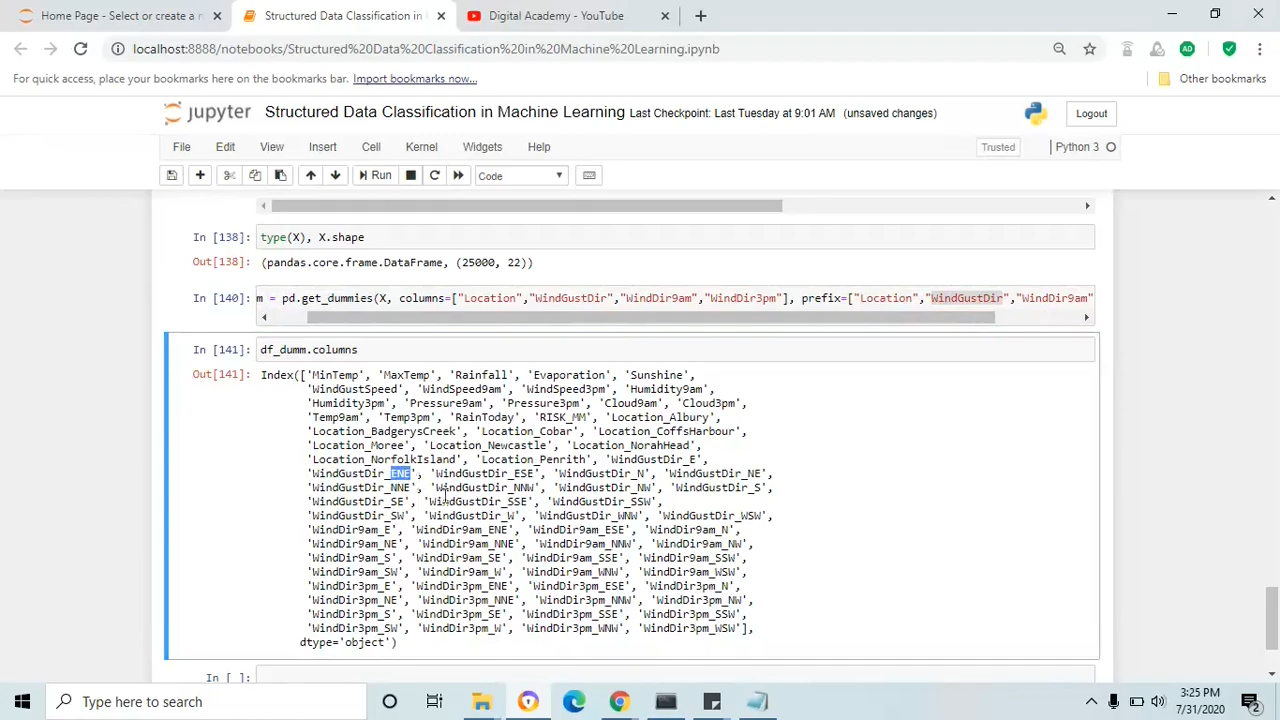 Home Page - Select or create a n
Structured Data Classification in
Digital Academy - YouTube
localhost:8888/notebooks/Structured%20Data%20Classification%20in%20Machine%20Learning.ipynb
For quick access, place your bookmarks here on the bookmarks bar. Import bookmarks now...
Other bookmarks
jupyter Structured Data Classification in Machine Learning Last Checkpoint: Last Tuesday at 9:01 AM (unsaved changes)
Logout
File Edit View Insert Cell Kernel Widgets Help
Trusted
Python 3
Run
Code
In [138]: type(X), X.shape
Out[138]: (pandas.core.frame.DataFrame, (25000, 22))
In [140]: m = pd.get_dummies(X, columns=["Location","WindGustDir","WindDir9am","WindDir3pm"], prefix=["Location","WindGustDir","WindDir9am"
In [141]: df_dumm.columns
Out[141]: Index(['MinTemp', 'MaxTemp', 'Rainfall', 'Evaporation', 'Sunshine',
'WindGustSpeed', 'WindSpeed9am', 'WindSpeed3pm', 'Humidity9am',
'Humidity3pm', 'Pressure9am', 'Pressure3pm', 'Cloud9am', 'Cloud3pm',
'Temp9am', 'Temp3pm', 'RainToday', 'RISK_MM', 'Location_Albury',
'Location_BadgerysCreek', 'Location_Cobar', 'Location_CoffsHarbour',
'Location_Moree', 'Location_Newcastle', 'Location_NorahHead',
'Location_NorfolkIsland', 'Location_Penrith', 'WindGustDir_E',
'WindGustDir_ENE', 'WindGustDir_ESE', 'WindGustDir_N', 'WindGustDir_NE',
'WindGustDir_NNE', 'WindGustDir_NNW', 'WindGustDir_NW', 'WindGustDir_S',
'WindGustDir_SE', 'WindGustDir_SSE', 'WindGustDir_SSW',
'WindGustDir_SW', 'WindGustDir_W', 'WindGustDir_WNW', 'WindGustDir_WSW',
'WindDir9am_E', 'WindDir9am_ENE', 'WindDir9am_ESE', 'WindDir9am_N',
'WindDir9am_NE', 'WindDir9am_NNE', 'WindDir9am_NNW', 'WindDir9am_NW',
'WindDir9am_S', 'WindDir9am_SE', 'WindDir9am_SSE', 'WindDir9am_SSW',
'WindDir9am_SW', 'WindDir9am_W', 'WindDir9am_WNW', 'WindDir9am_WSW',
'WindDir3pm_E', 'WindDir3pm_ENE', 'WindDir3pm_ESE', 'WindDir3pm_N',
'WindDir3pm_NE', 'WindDir3pm_NNE', 'WindDir3pm_NNW', 'WindDir3pm_NW',
'WindDir3pm_S', 'WindDir3pm_SE', 'WindDir3pm_SSE', 'WindDir3pm_SSW',
'WindDir3pm_SW', 'WindDir3pm_W', 'WindDir3pm_WNW', 'WindDir3pm_WSW'],
dtype='object')
In [ ]:
Type here to search
3:25 PM
7/31/2020
2